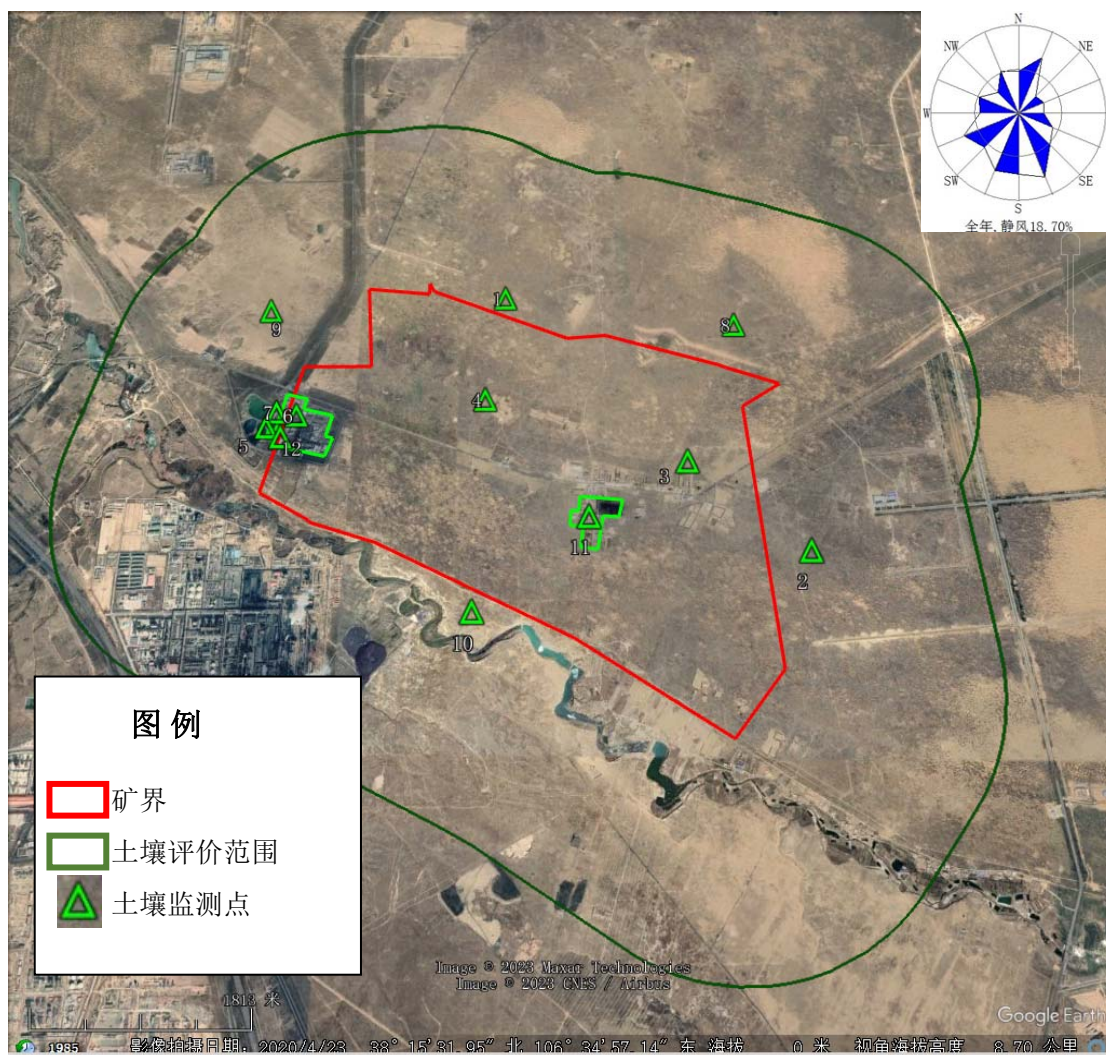 N
NW
NE
W
SW
SE
S
全年,静风18.70%
1
8
9
4
7
6
5
12
3
11
2
10
图 例
矿界
土壤评价范围
土壤监测点
Image © 2023 Maxar Technologies
Image © 2023 CNES / Airbus
1813 米
Google Earth
1985 影像拍摄日期: 2020/4/23 38°15'31.95" 北 106°34'57.14" 东 海拔 0 米 视角海拔高度 8.70 公里